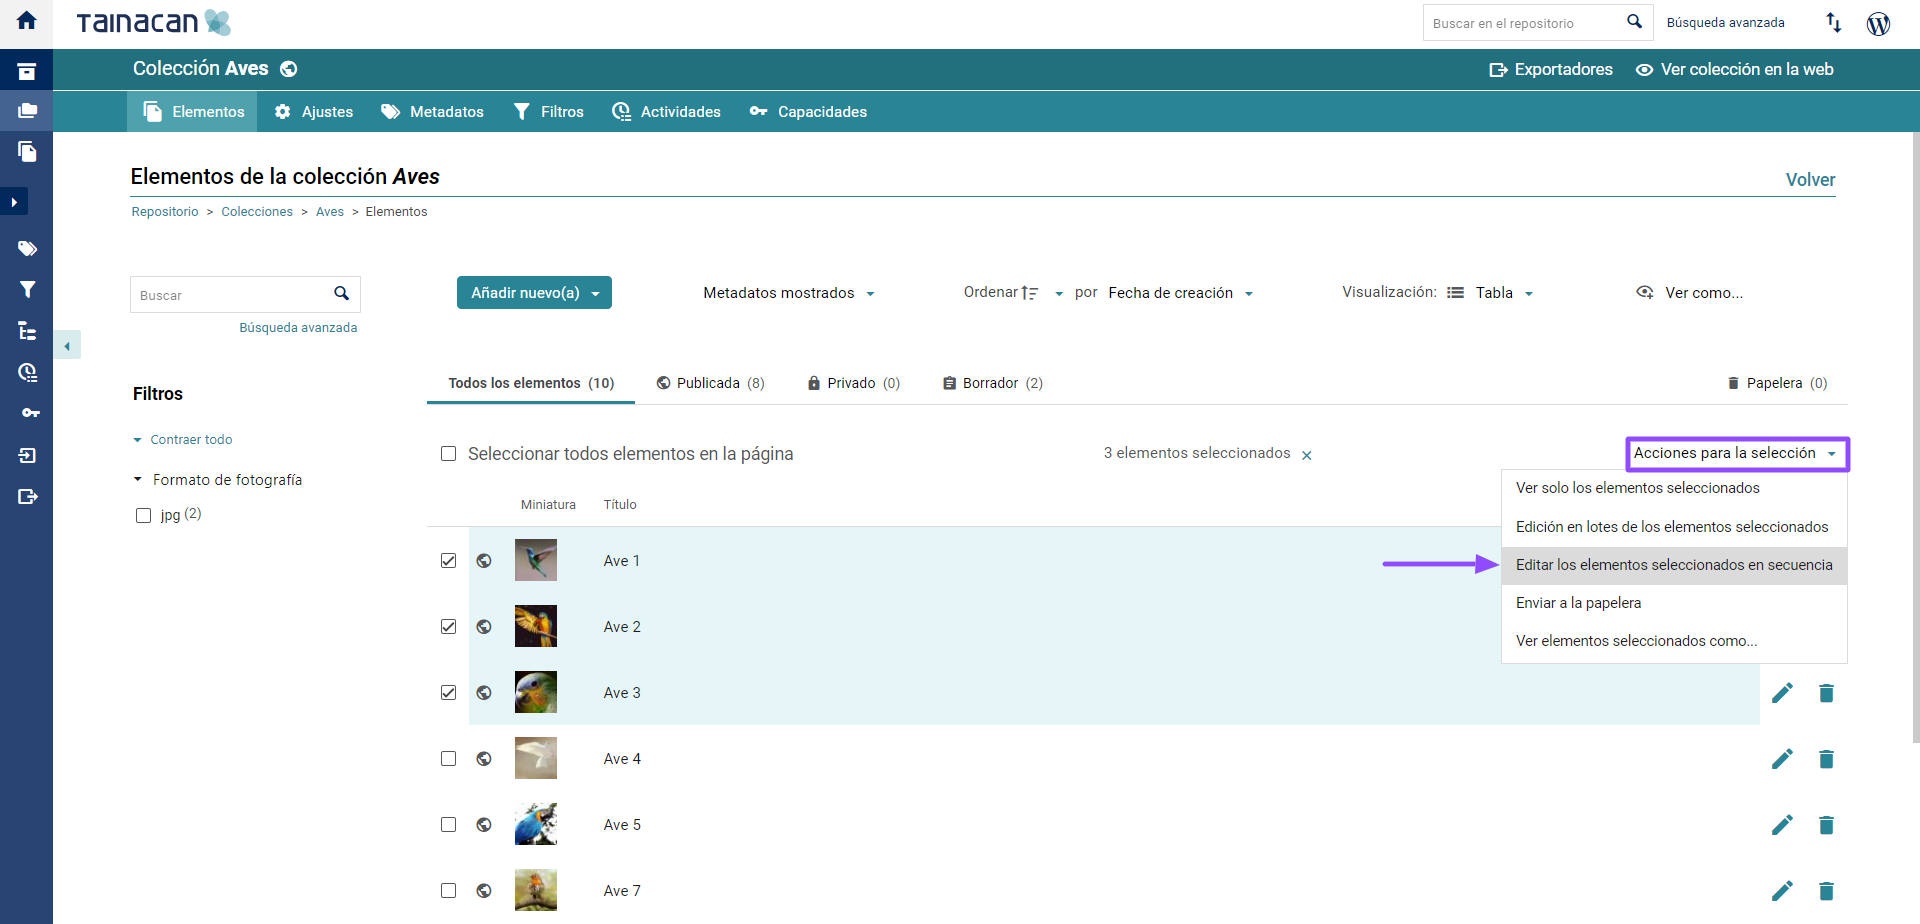 TAINACAN
Buscar en el repositorio
Búsqueda avanzada
Colección Aves
Exportadores
Ver colección en la web
Elementos
Ajustes
Metadatos
Filtros
Actividades
Capacidades
Elementos de la colección Aves
Volver
Repositorio > Colecciones > Aves > Elementos
Buscar
Añadir nuevo(a)
Metadatos mostrados
Ordenar
por
Fecha de creación
Visualización:
Tabla
Ver como...
Búsqueda avanzada
Filtros
Contraer todo
Formato de fotografía
jpg (2)
Todos los elementos (10)
Publicada (8)
Privado (0)
Borrador (2)
Papelera (0)
Seleccionar todos elementos en la página
3 elementos seleccionados
Acciones para la selección
Ver solo los elementos seleccionados
Edición en lotes de los elementos seleccionados
Editar los elementos seleccionados en secuencia
Enviar a la papelera
Ver elementos seleccionados como...
Miniatura
Título
Ave 1
Ave 2
Ave 3
Ave 4
Ave 5
Ave 7